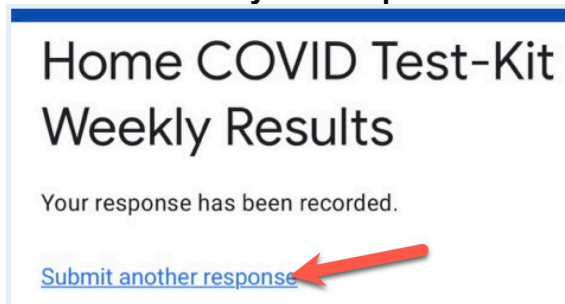 Home COVID Test-Kit
Weekly Results
Your response has been recorded.
Submit another response